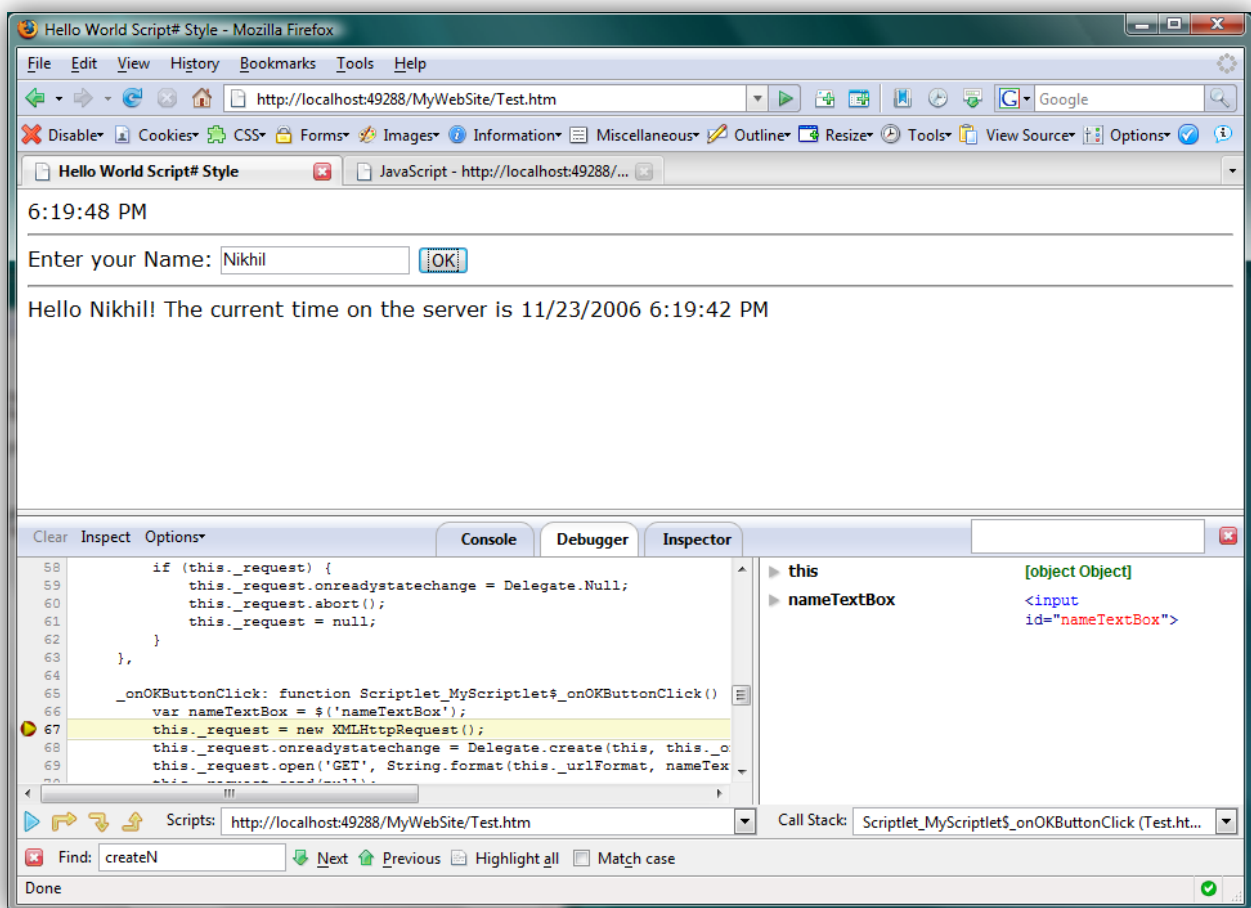 Hello World Script# Style - Mozilla Firefox
File Edit View History Bookmarks Tools Help
http://localhost:49288/MyWebSite/Test.htm G Google
Disable Cookies CSS Forms Images Information Miscellaneous Outline Resize Tools View Source Options
Hello World Script# Style JavaScript - http://localhost:49288/...
6:19:48 PM
Enter your Name: Nikhil OK
Hello Nikhil! The current time on the server is 11/23/2006 6:19:42 PM
Clear Inspect Options Console Debugger Inspector
58 if (this._request) {
59 this._request.onreadystatechange = Delegate.Null;
60 this._request.abort();
61 this._request = null;
62 }
63 },
64
65 _onOKButtonClick: function Scriptlet_MyScriptlet$_onOKButtonClick()
66 var nameTextBox = $('nameTextBox');
67 this._request = new XMLHttpRequest();
68 this._request.onreadystatechange = Delegate.create(this, this._o
69 this._request.open('GET', String.format(this._urlFormat, nameTex
70 this._request.send(null);
this [object Object]
nameTextBox <input
id="nameTextBox">
Scripts: http://localhost:49288/MyWebSite/Test.htm Call Stack: Scriptlet_MyScriptlet$_onOKButtonClick (Test.ht...
Find: createN Next Previous Highlight all Match case
Done